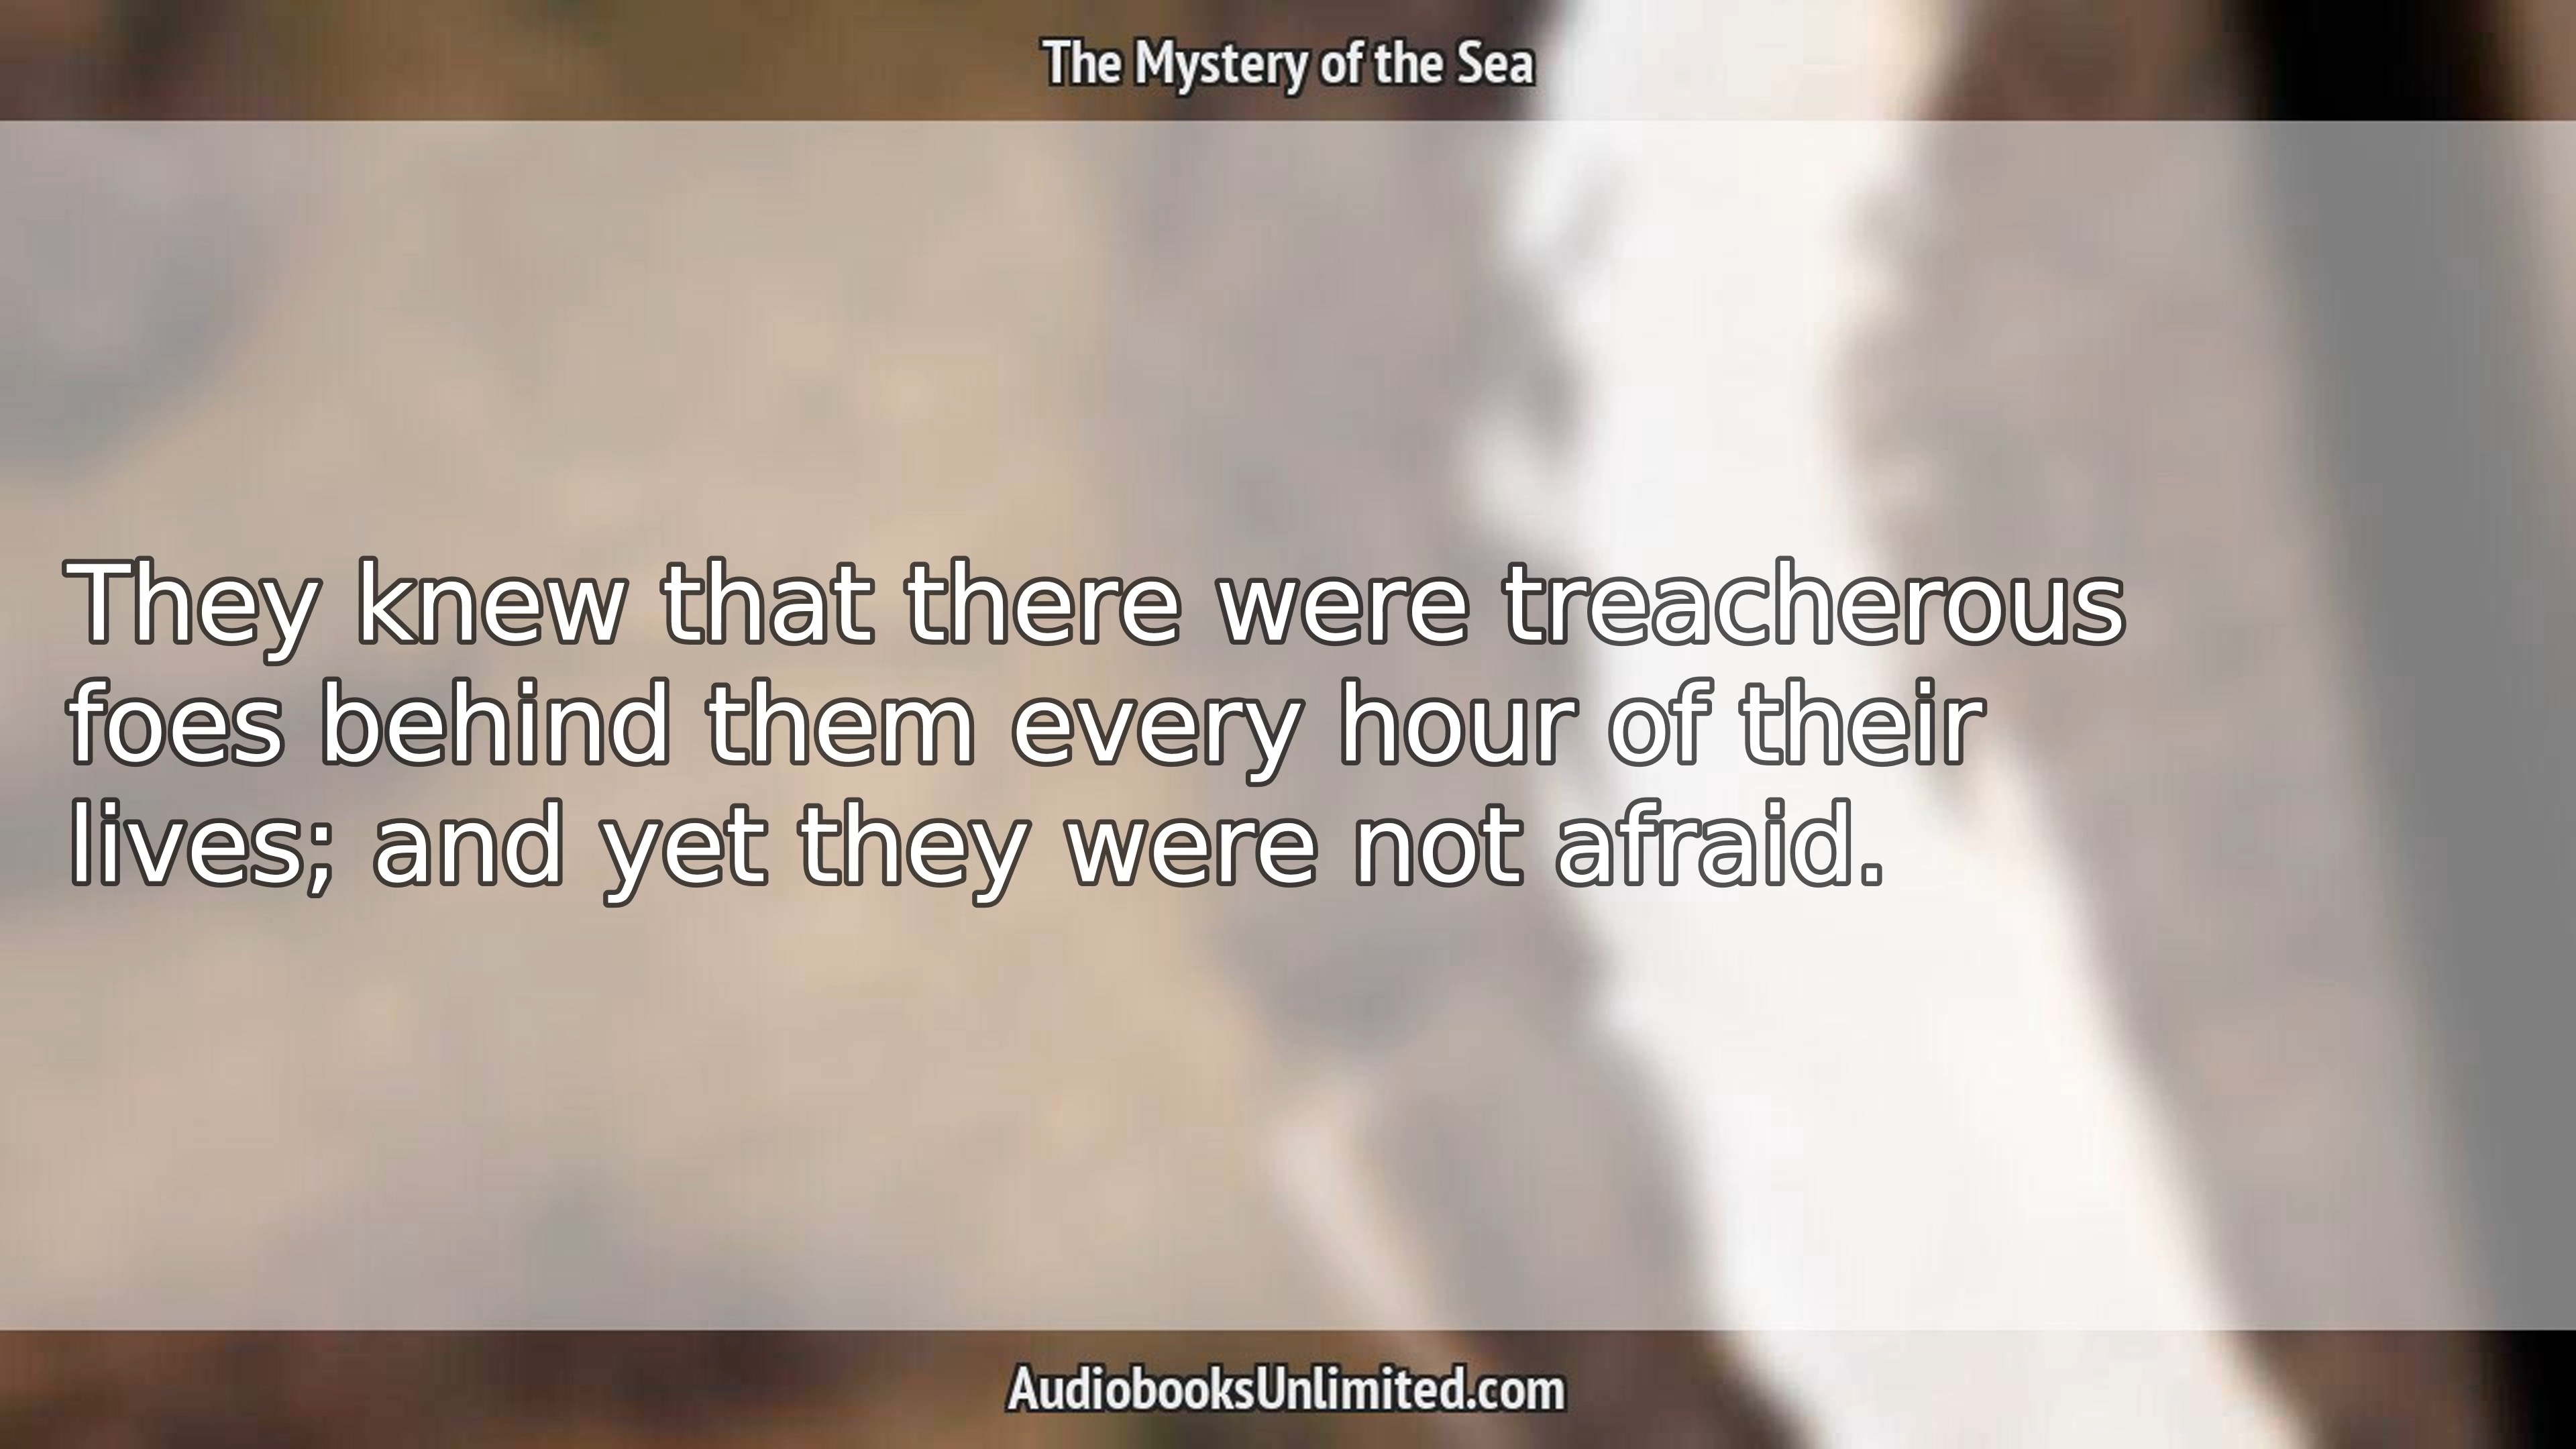 The Mystery of the Sea
They knew that there were treacherous
foes behind them every hour of their
lives; and yet they were not afraid.
AudiobooksUnlimited.com